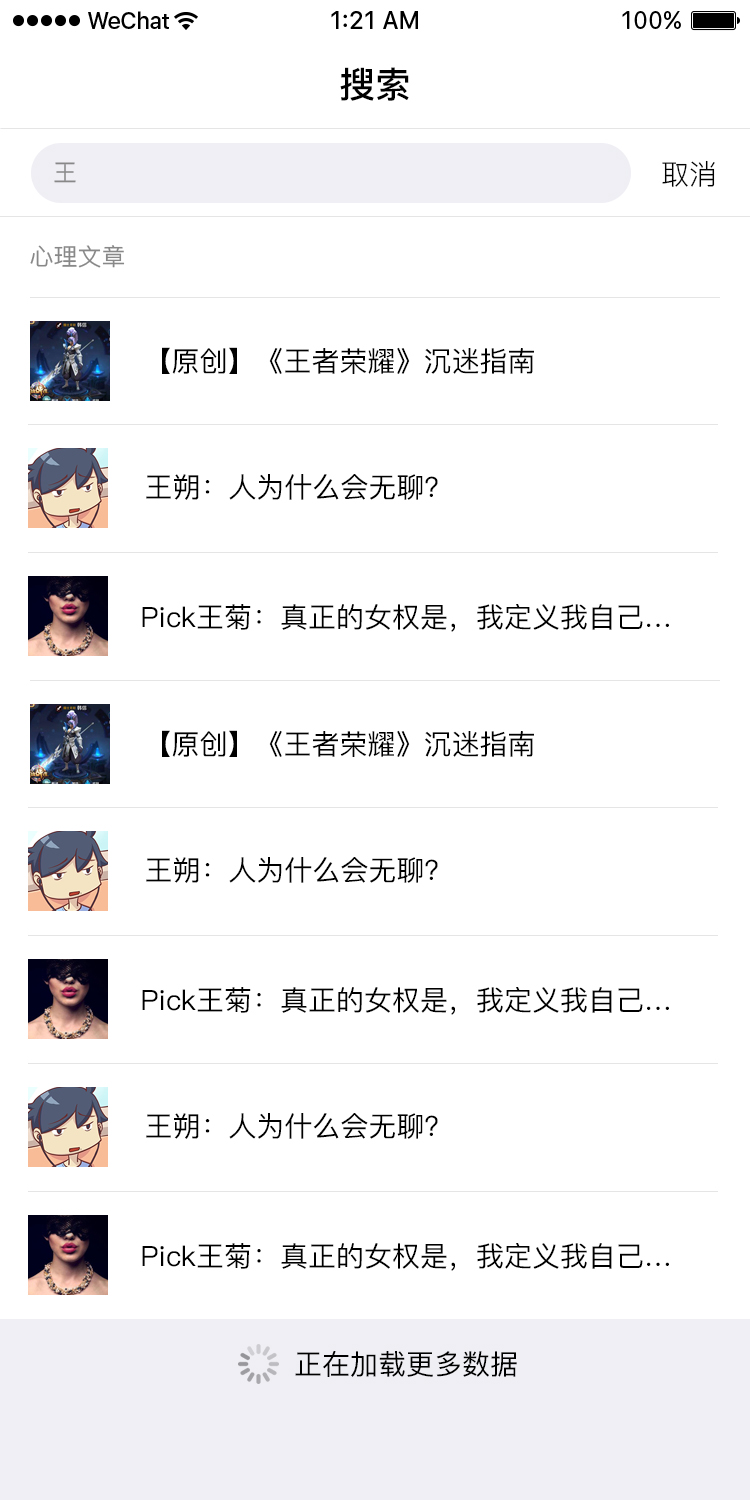 WeChat 1:21 AM 100%
搜索
王 取消
心理文章
【原创】《王者荣耀》沉迷指南
王朔：人为什么会无聊？
Pick王菊：真正的女权是，我定义我自己...
【原创】《王者荣耀》沉迷指南
王朔：人为什么会无聊？
Pick王菊：真正的女权是，我定义我自己...
王朔：人为什么会无聊？
Pick王菊：真正的女权是，我定义我自己...
正在加载更多数据